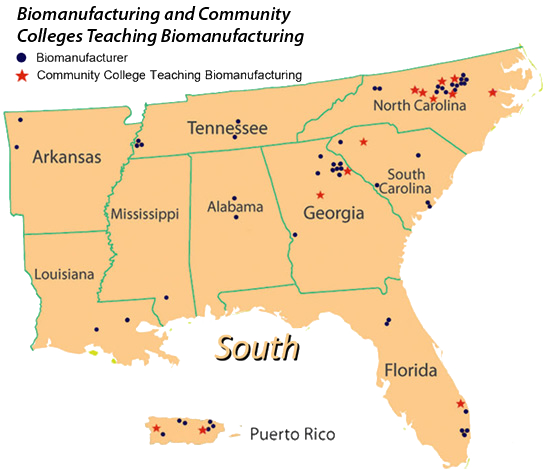 Biomanufacturing and Community
Colleges Teaching Biomanufacturing
Biomanufacturer
Community College Teaching Biomanufacturing
North Carolina
Tennessee
Arkansas
South
Carolina
Mississippi
Alabama
Georgia
Louisiana
South
Florida
Puerto Rico